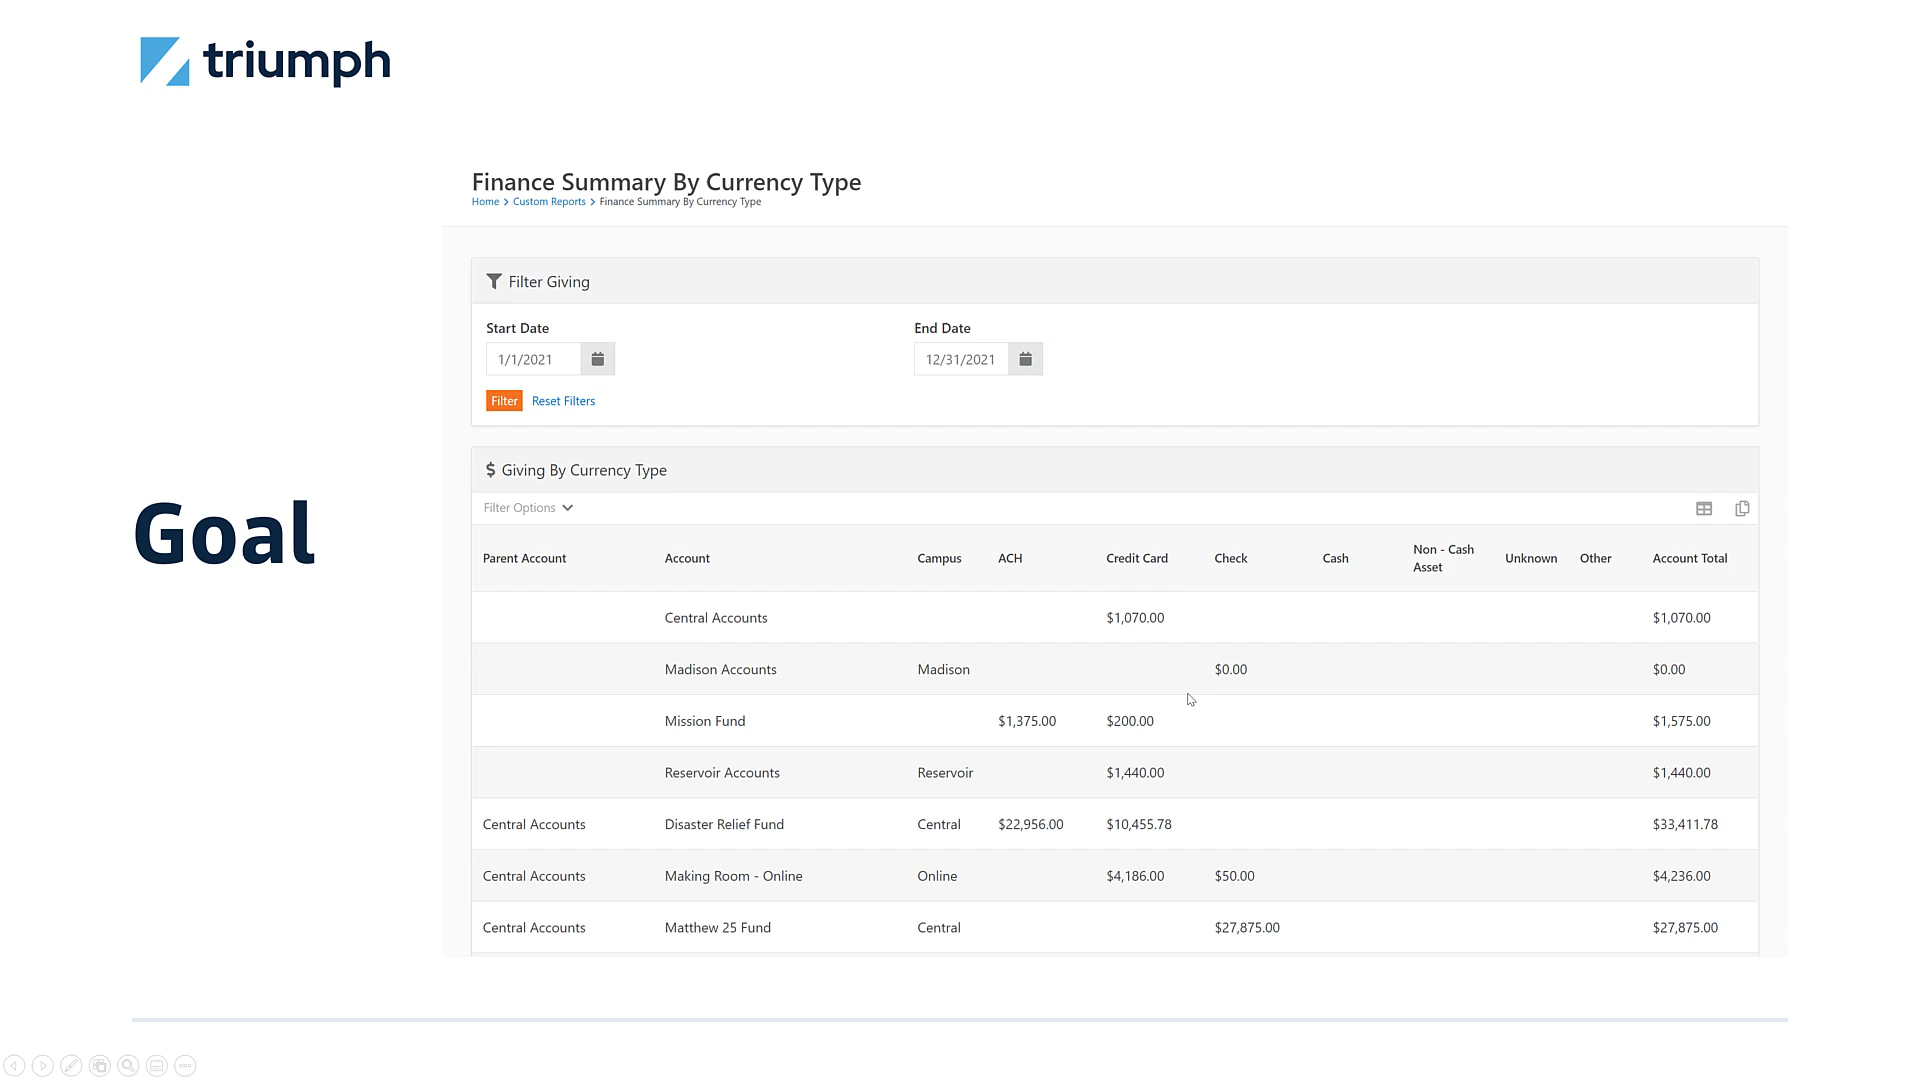 triumph
Goal
Finance Summary By Currency Type
Home > Custom Reports > Finance Summary By Currency Type
Filter Giving
Start Date End Date
1/1/2021 12/31/2021
Filter Reset Filters
$ Giving By Currency Type
Filter Options
Parent Account Account Campus ACH Credit Card Check Cash Non - Cash Asset Unknown Other Account Total
Central Accounts $1,070.00 $1,070.00
Madison Accounts Madison $0.00 $0.00
Mission Fund $1,375.00 $200.00 $1,575.00
Reservoir Accounts Reservoir $1,440.00 $1,440.00
Central Accounts Disaster Relief Fund Central $22,956.00 $10,455.78 $33,411.78
Central Accounts Making Room - Online Online $4,186.00 $50.00 $4,236.00
Central Accounts Matthew 25 Fund Central $27,875.00 $27,875.00